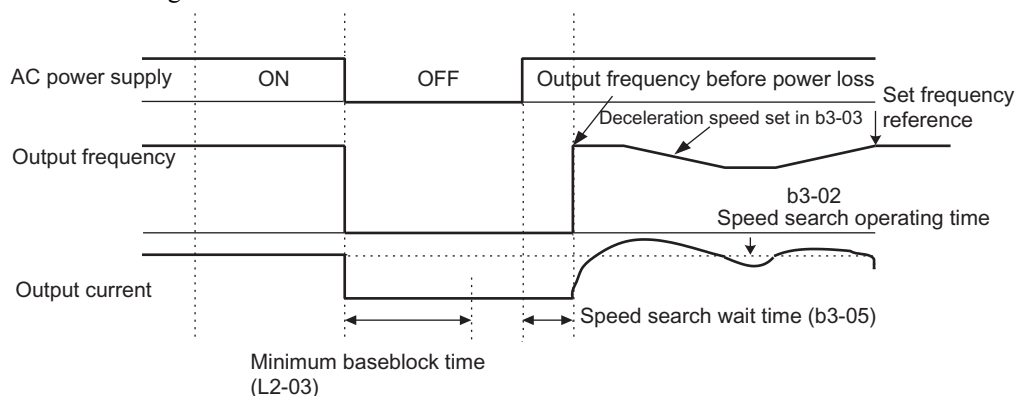 AC power supply
ON
OFF
Output frequency before power loss
Set frequency
reference
Deceleration speed set in b3-03
Output frequency
b3-02
Speed search operating time
Output current
Speed search wait time (b3-05)
Minimum baseblock time
(L2-03)